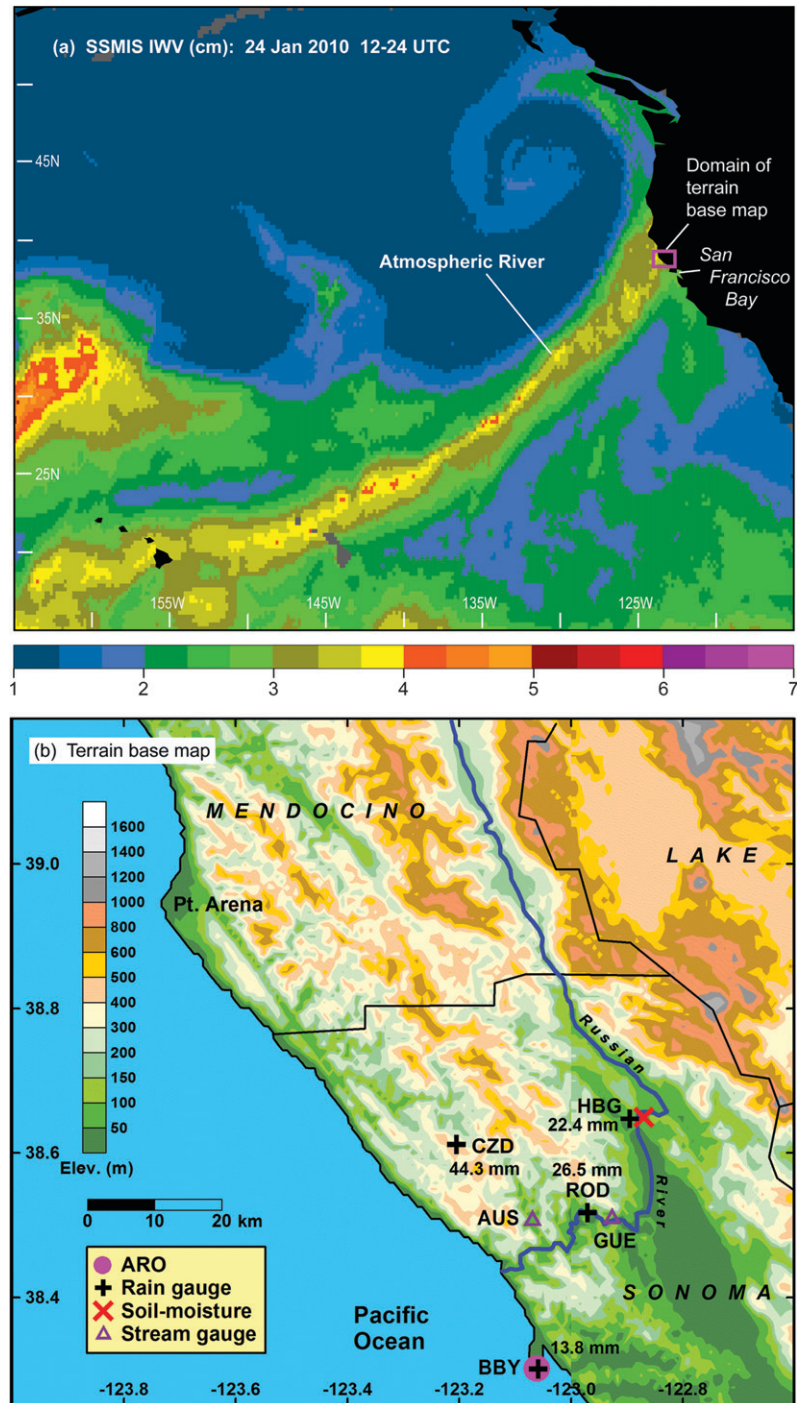 (a) SSMIS IWV (cm): 24 Jan 2010 12-24 UTC
45N
35N
25N
Domain of
terrain
base map
San
Francisco
Bay
Atmospheric River
155W
145W
135W
125W
1
2
3
4
5
6
7
(b) Terrain base map
1600
1400
1200
1000
800
600
500
400
300
200
150
100
50
Elev. (m)
MENDOCINO
LAKE
39.0
Pt. Arena
38.8
Russian
HBG
22.4 mm
38.6
CZD
44.3 mm
26.5 mm
ROD
River
0 10 20 km
AUS
GUE
ARO
Rain gauge
Soil-moisture
Stream gauge
38.4
SONOMA
Pacific
Ocean
13.8 mm
BBY
-123.8
-123.6
-123.4
-123.2
-123.0
-122.8